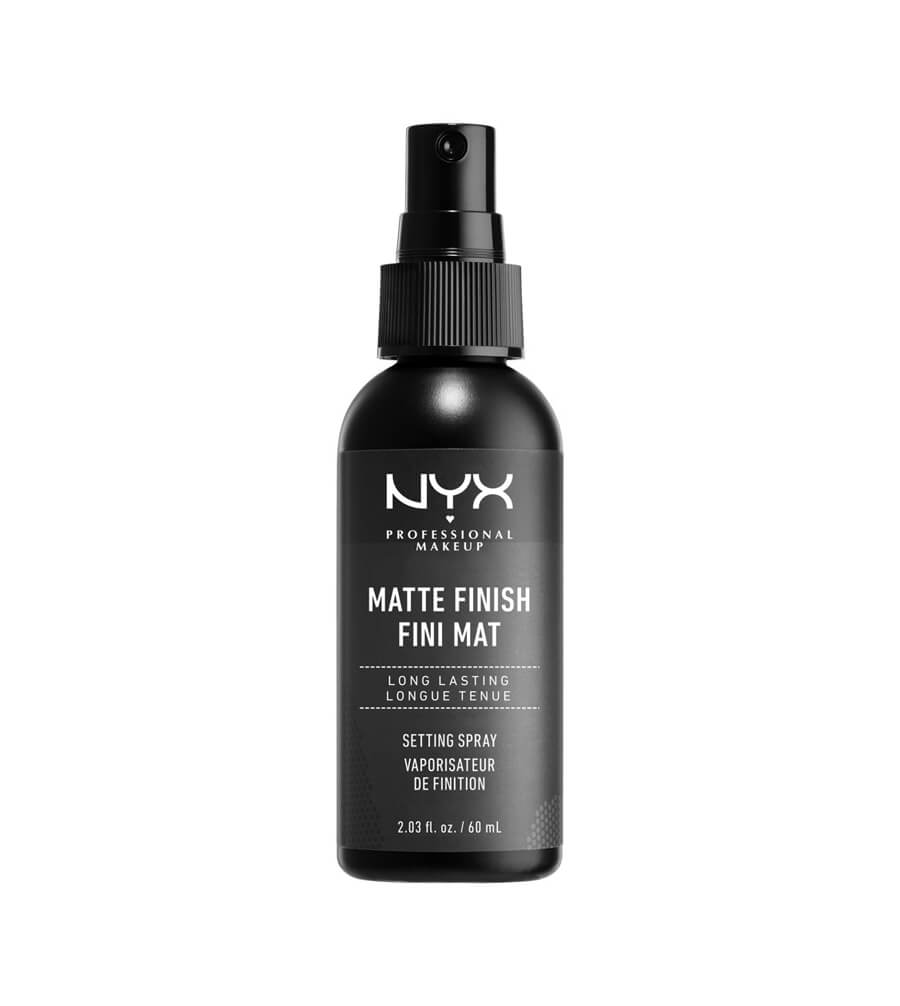 NYX
PROFESSIONAL
MAKEUP
MATTE FINISH
FINI MAT
LONG LASTING
LONGUE TENUE
SETTING SPRAY
VAPORISATEUR
DE FINITION
2.03 fl. oz. / 60 mL